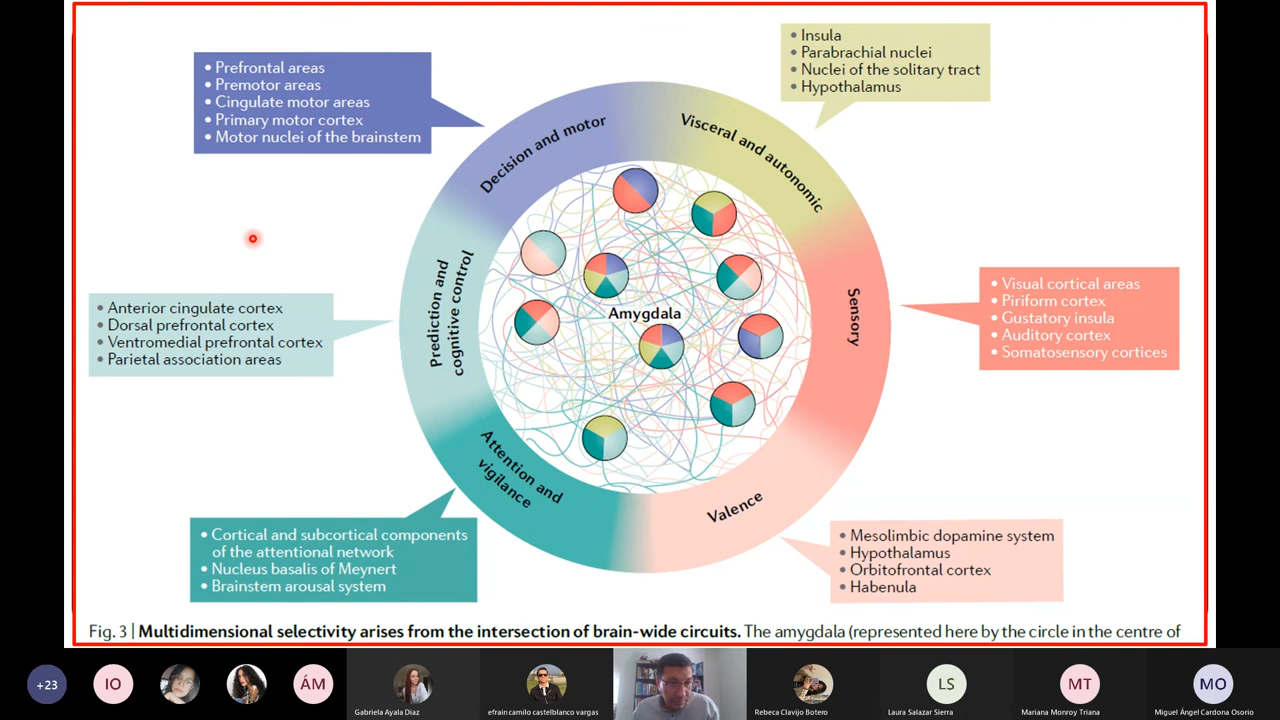 Prefrontal areas
Premotor areas
Cingulate motor areas
Primary motor cortex
Motor nuclei of the brainstem
Insula
Parabrachial nuclei
Nuclei of the solitary tract
Hypothalamus
Decision and motor
Visceral and autonomic
Prediction and
cognitive control
Sensory
Attention and
vigilance
Valence
Amygdala
Anterior cingulate cortex
Dorsal prefrontal cortex
Ventromedial prefrontal cortex
Parietal association areas
Visual cortical areas
Piriform cortex
Gustatory insula
Auditory cortex
Somatosensory cortices
Cortical and subcortical components
of the attentional network
Nucleus basalis of Meynert
Brainstem arousal system
Mesolimbic dopamine system
Hypothalamus
Orbitofrontal cortex
Habenula
Fig. 3 | Multidimensional selectivity arises from the intersection of brain-wide circuits. The amygdala (represented here by the circle in the centre of
+23
IO
ÁM
Gabriela Ayala Diaz
efrain camilo castelblanco vargas
Rebeca Clavijo Botero
LS
Laura Salazar Sierra
MT
Mariana Monroy Triana
MO
Miguel Ángel Cardona Osorio